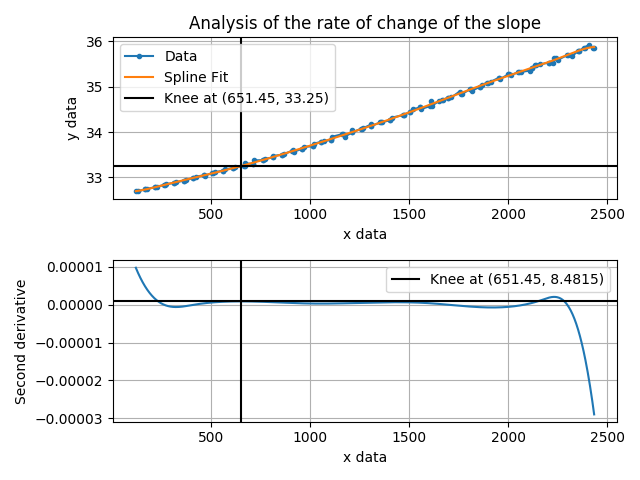 Analysis of the rate of change of the slope
36
35
34
33
y data
Data
Spline Fit
Knee at (651.45, 33.25)
500
1000
1500
2000
2500
x data
0.00001
0.00000
−0.00001
−0.00002
−0.00003
Second derivative
Knee at (651.45, 8.4815)
500
1000
1500
2000
2500
x data